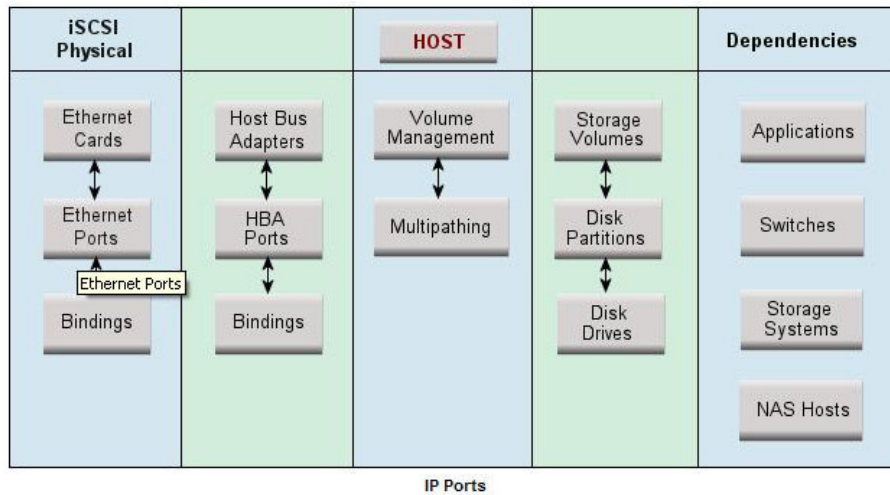 iSCSI
Physical
HOST
Dependencies
Ethernet
Cards
Ethernet
Ports
Ethernet Ports
Bindings
Host Bus
Adapters
HBA
Ports
Bindings
Volume
Management
Multipathing
Storage
Volumes
Disk
Partitions
Disk
Drives
Applications
Switches
Storage
Systems
NAS Hosts
IP Ports